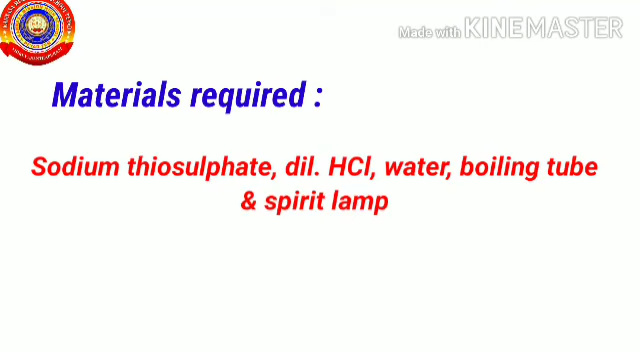 Made with KINEMASTER
Materials required :
Sodium thiosulphate, dil. HCl, water, boiling tube
& spirit lamp